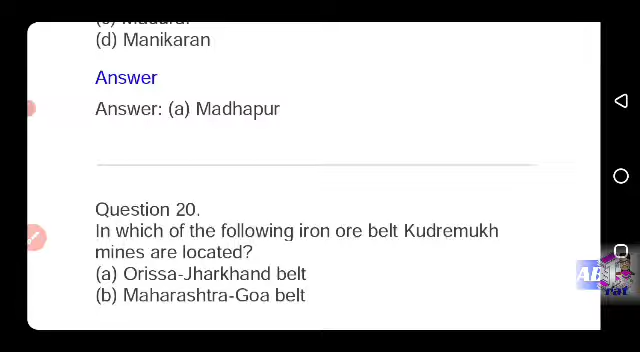 (d) Manikaran
Answer
Answer: (a) Madhapur
Question 20.
In which of the following iron ore belt Kudremukh
mines are located?
(a) Orissa-Jharkhand belt
(b) Maharashtra-Goa belt